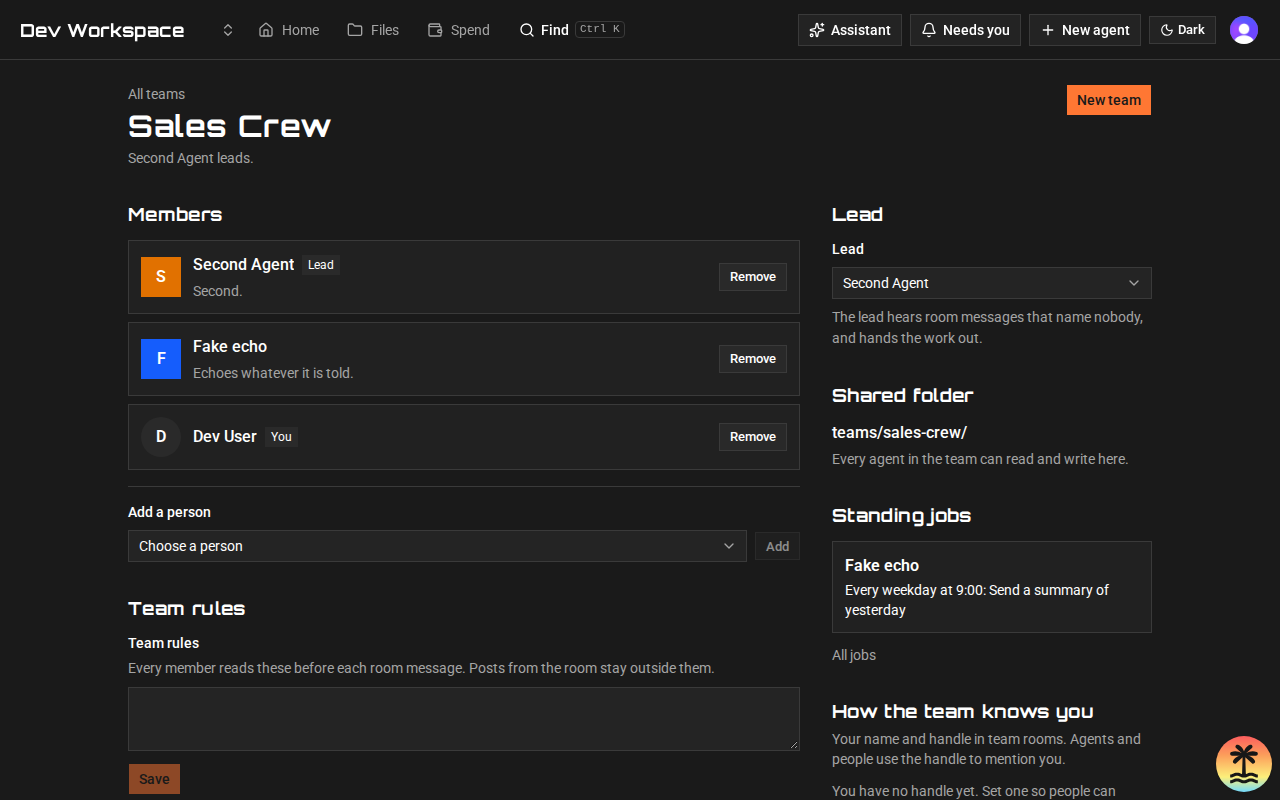 Dev Workspace
Home
Files
Spend
Find
Ctrl K
Assistant
Needs you
New agent
Dark
All teams
Sales Crew
Second Agent leads.
New team
Members
S
Second Agent
Lead
Second.
Remove
F
Fake echo
Echoes whatever it is told.
Remove
D
Dev User
You
Remove
Add a person
Choose a person
Add
Team rules
Team rules
Every member reads these before each room message. Posts from the room stay outside them.
Save
Lead
Lead
Second Agent
The lead hears room messages that name nobody,
and hands the work out.
Shared folder
teams/sales-crew/
Every agent in the team can read and write here.
Standing jobs
Fake echo
Every weekday at 9:00: Send a summary of
yesterday
All jobs
How the team knows you
Your name and handle in team rooms. Agents and
people use the handle to mention you.
You have no handle yet. Set one so people can